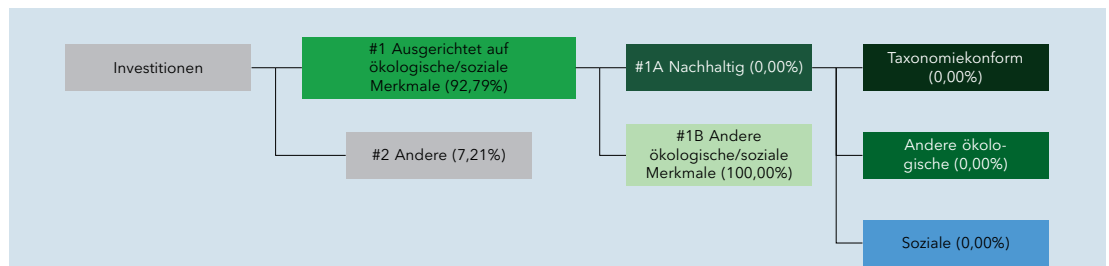 Investitionen
#1 Ausgerichtet auf
ökologische/soziale
Merkmale (92,79%)
#2 Andere (7,21%)
#1A Nachhaltig (0,00%)
#1B Andere
ökologische/soziale
Merkmale (100,00%)
Taxonomiekonform
(0,00%)
Andere ökolo-
gische (0,00%)
Soziale (0,00%)